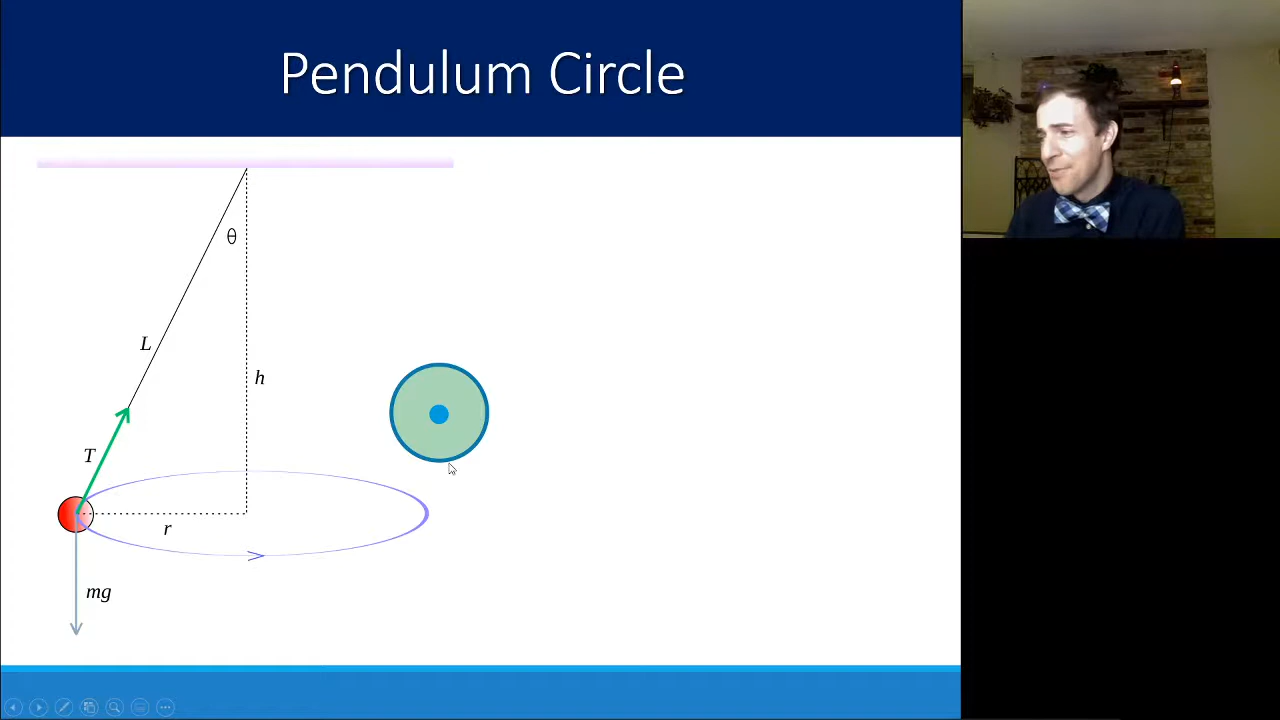 Pendulum Circle
θ
L
h
T
r
mg